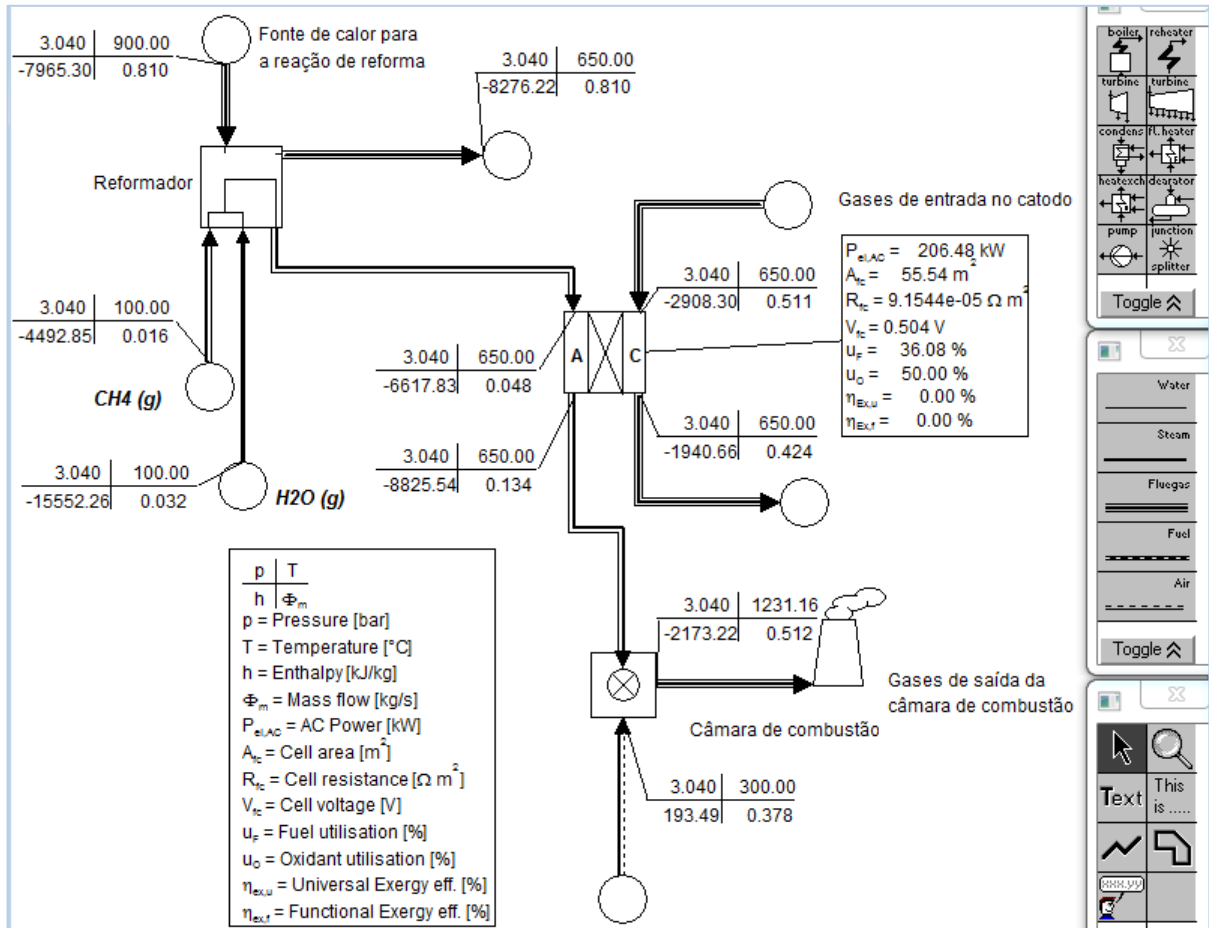 3.040 900.00
-7965.30 0.810
Fonte de calor para
a reação de reforma
3.040 650.00
-8276.22 0.810
Reformador
Gases de entrada no catodo
3.040 100.00
-4492.85 0.016
CH4 (g)
3.040 650.00
-2908.30 0.511
P_el,AC = 206.48 kW
A_fc = 55.54 m²
R_fc = 9.1544e-05 Ω m²
V_fc = 0.504 V
u_F = 36.08 %
u_O = 50.00 %
η_Ex,u = 0.00 %
η_Ex,f = 0.00 %
A
C
3.040 650.00
-6617.83 0.048
3.040 650.00
-1940.66 0.424
3.040 650.00
-8825.54 0.134
3.040 100.00
-15552.26 0.032
H2O (g)
p T
h Φ_m
p = Pressure [bar]
T = Temperature [°C]
h = Enthalpy [kJ/kg]
Φ_m = Mass flow [kg/s]
P_el,AC = AC Power [kW]
A_fc = Cell area [m²]
R_fc = Cell resistance [Ω m²]
V_fc = Cell voltage [V]
u_F = Fuel utilisation [%]
u_O = Oxidant utilisation [%]
η_ex,u = Universal Exergy eff. [%]
η_ex,f = Functional Exergy eff. [%]
3.040 1231.16
-2173.22 0.512
Gases de saída da
câmara de combustão
Câmara de combustão
3.040 300.00
193.49 0.378
boiler reheater
turbine turbine
condens fl.heater
heatexch dearator
pump junction
splitter
Toggle
Water
Steam
Fluegas
Fuel
Air
Toggle
Text
This
is .....
xxx.yy